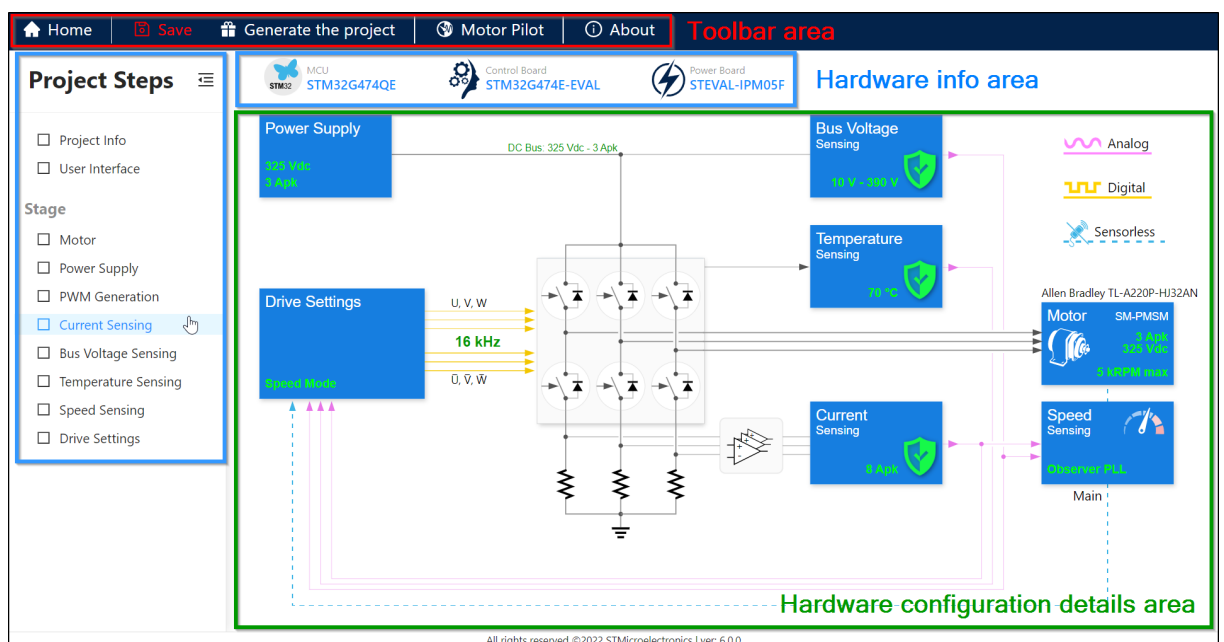 Home
Save
Generate the project
Motor Pilot
About
Toolbar area
Project Steps
Project Info
User Interface
Stage
Motor
Power Supply
PWM Generation
Current Sensing
Bus Voltage Sensing
Temperature Sensing
Speed Sensing
Drive Settings
STM32
MCU
STM32G474QE
Control Board
STM32G474E-EVAL
Power Board
STEVAL-IPM05F
Hardware info area
Power Supply
325 Vdc
3 Apk
DC Bus: 325 Vdc - 3 Apk
Bus Voltage
Sensing
10 V - 390 V
Analog
Digital
Sensorless
Temperature
Sensing
70 ºC
Drive Settings
Speed Mode
U, V, W
16 kHz
U̅, V̅, W̅
Allen Bradley TL-A220P-HJ32AN
Motor
SM-PMSM
3 Apk
325 Vdc
5 kRPM max
Current
Sensing
8 Apk
Speed
Sensing
Observer PLL
Main
Hardware configuration details area
All rights reserved ©2022 STMicroelectronics | ver: 6.0.0